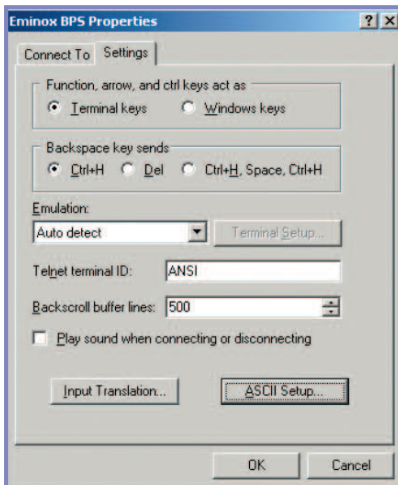 Eminox BPS Properties
Connect To Settings
Function, arrow, and ctrl keys act as
Terminal keys Windows keys
Backspace key sends
Ctrl+H Del Ctrl+H, Space, Ctrl+H
Emulation:
Auto detect Terminal Setup...
Telnet terminal ID: ANSI
Backscroll buffer lines: 500
Play sound when connecting or disconnecting
Input Translation... ASCII Setup...
OK Cancel